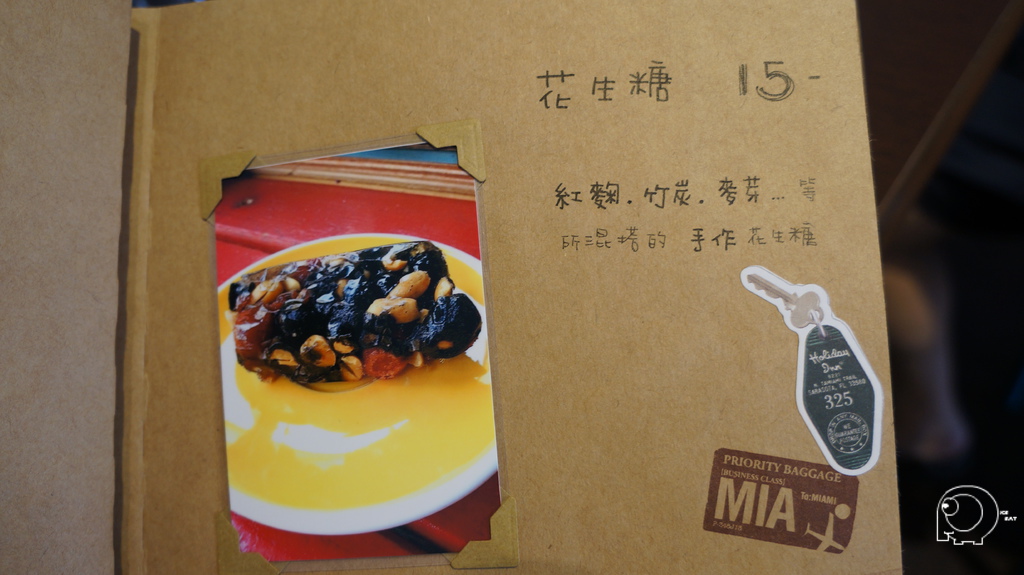 花生糖 15-
紅麴.竹炭.麥芽...等
所混搭的 手作花生糖
Holiday
Inn
325
PRIORITY BAGGAGE
[BUSINESS CLASS]
MIA To:MIAMI